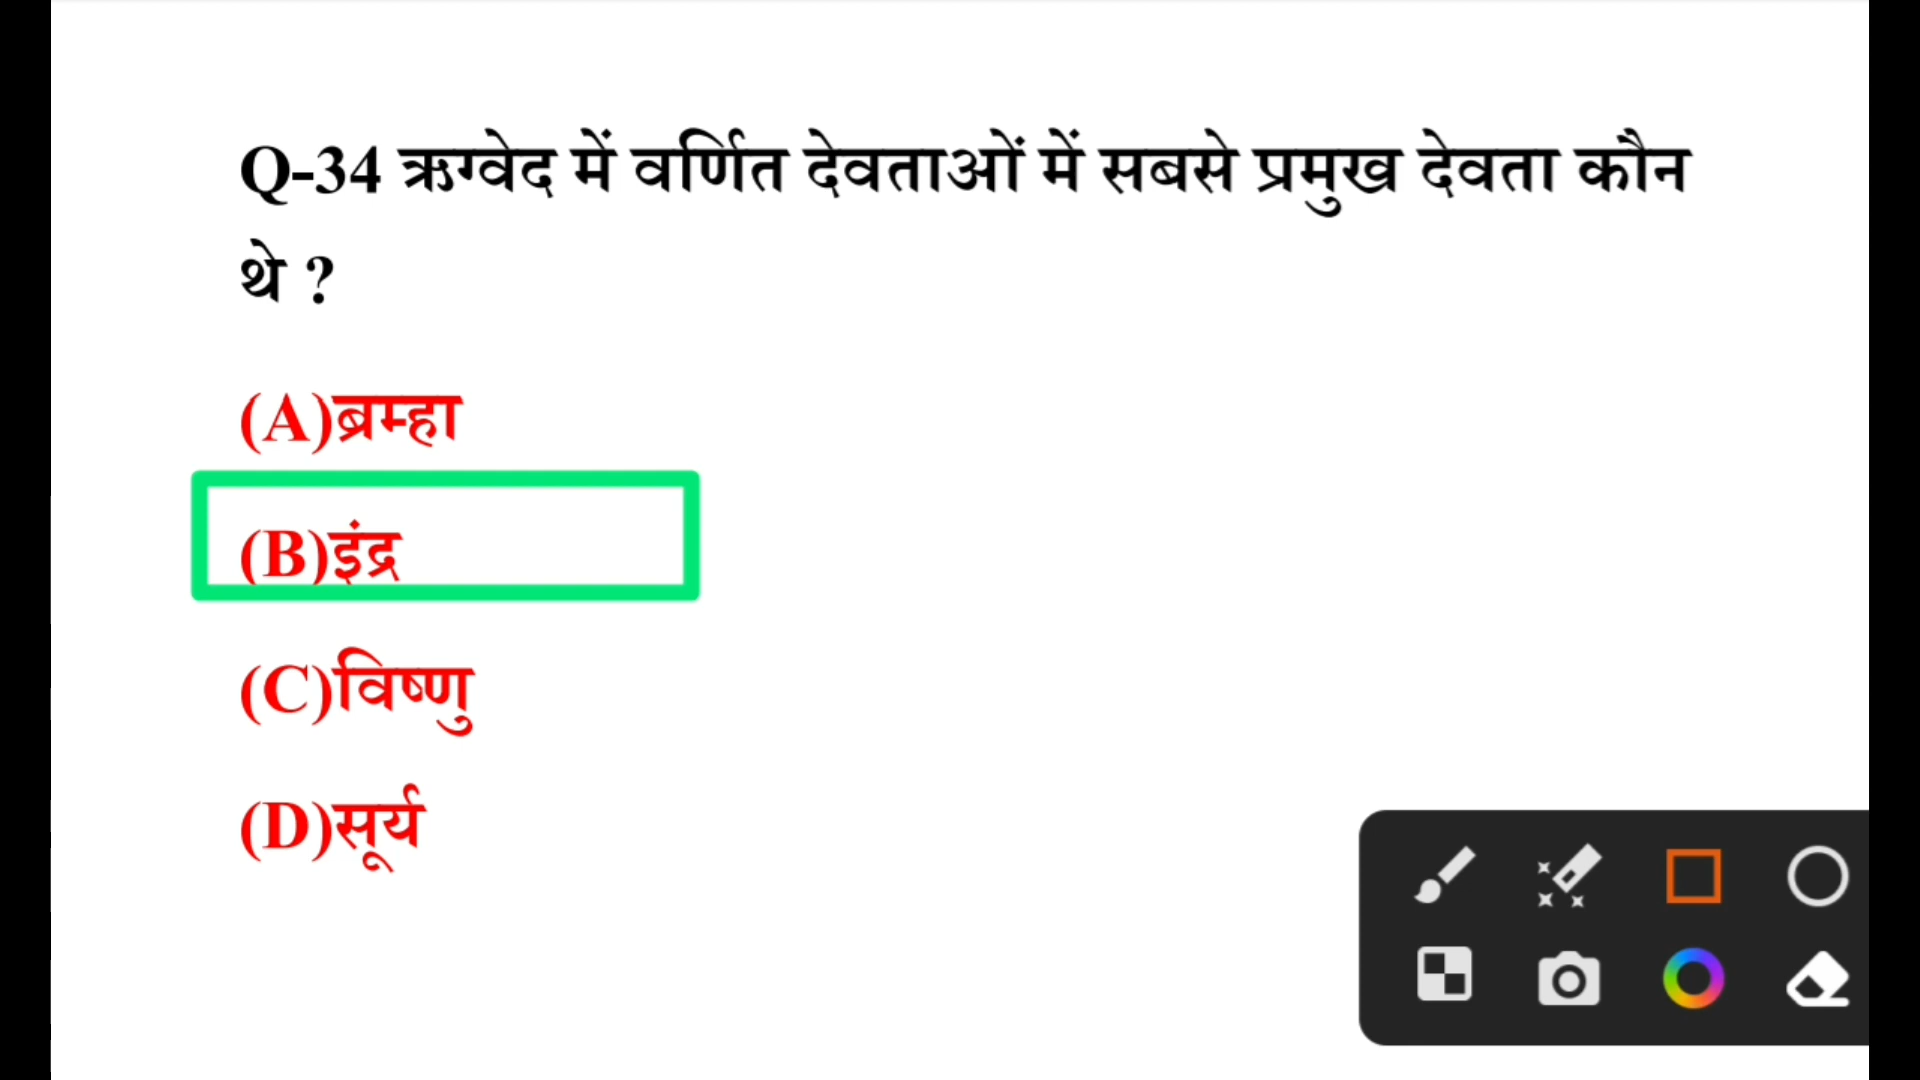 Q-34 ऋग्वेद में वर्णित देवताओं में सबसे प्रमुख देवता कौन
थे ?
(A)ब्रम्हा
(B)इंद्र
(C)विष्णु
(D)सूर्य